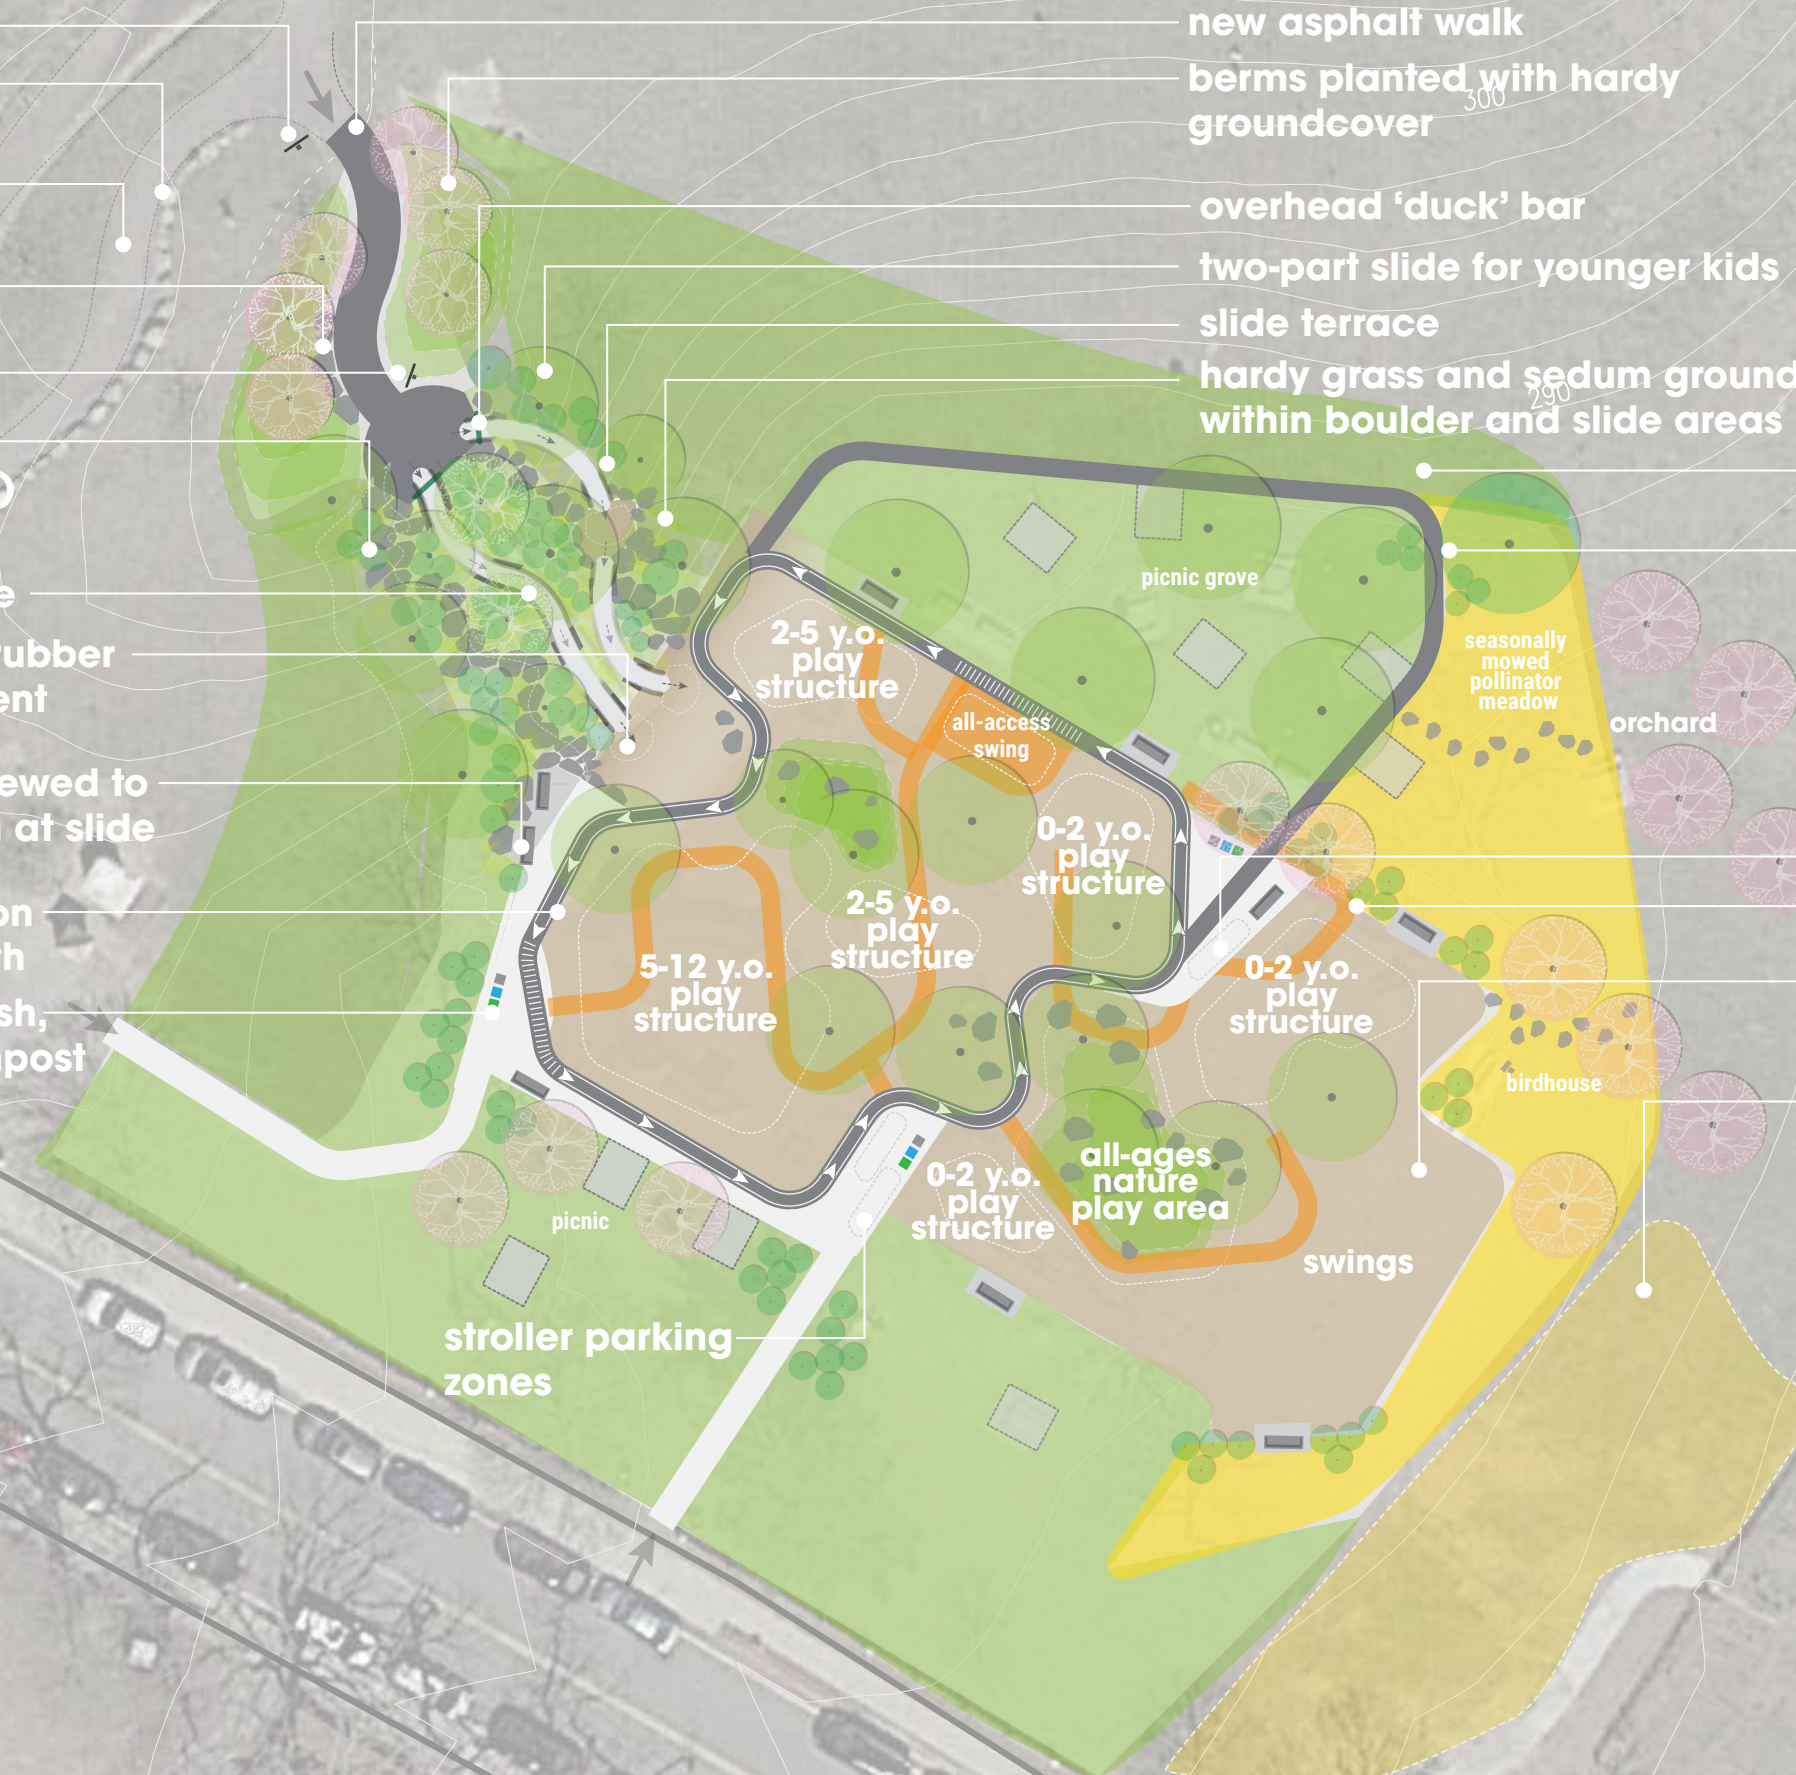 new asphalt walk
berms planted with hardy
groundcover
300
overhead ‘duck’ bar
two-part slide for younger kids
slide terrace
hardy grass and sedum ground
within boulder and slide areas
290
picnic grove
seasonally
mowed
pollinator
meadow
orchard
2-5 y.o.
play
structure
all-access
swing
0-2 y.o.
play
structure
2-5 y.o.
play
structure
5-12 y.o.
play
structure
0-2 y.o.
play
structure
birdhouse
all-ages
nature
play area
0-2 y.o.
play
structure
swings
picnic
stroller parking
zones
e
ubber
ent
ewed to
at slide
on
th
sh,
post